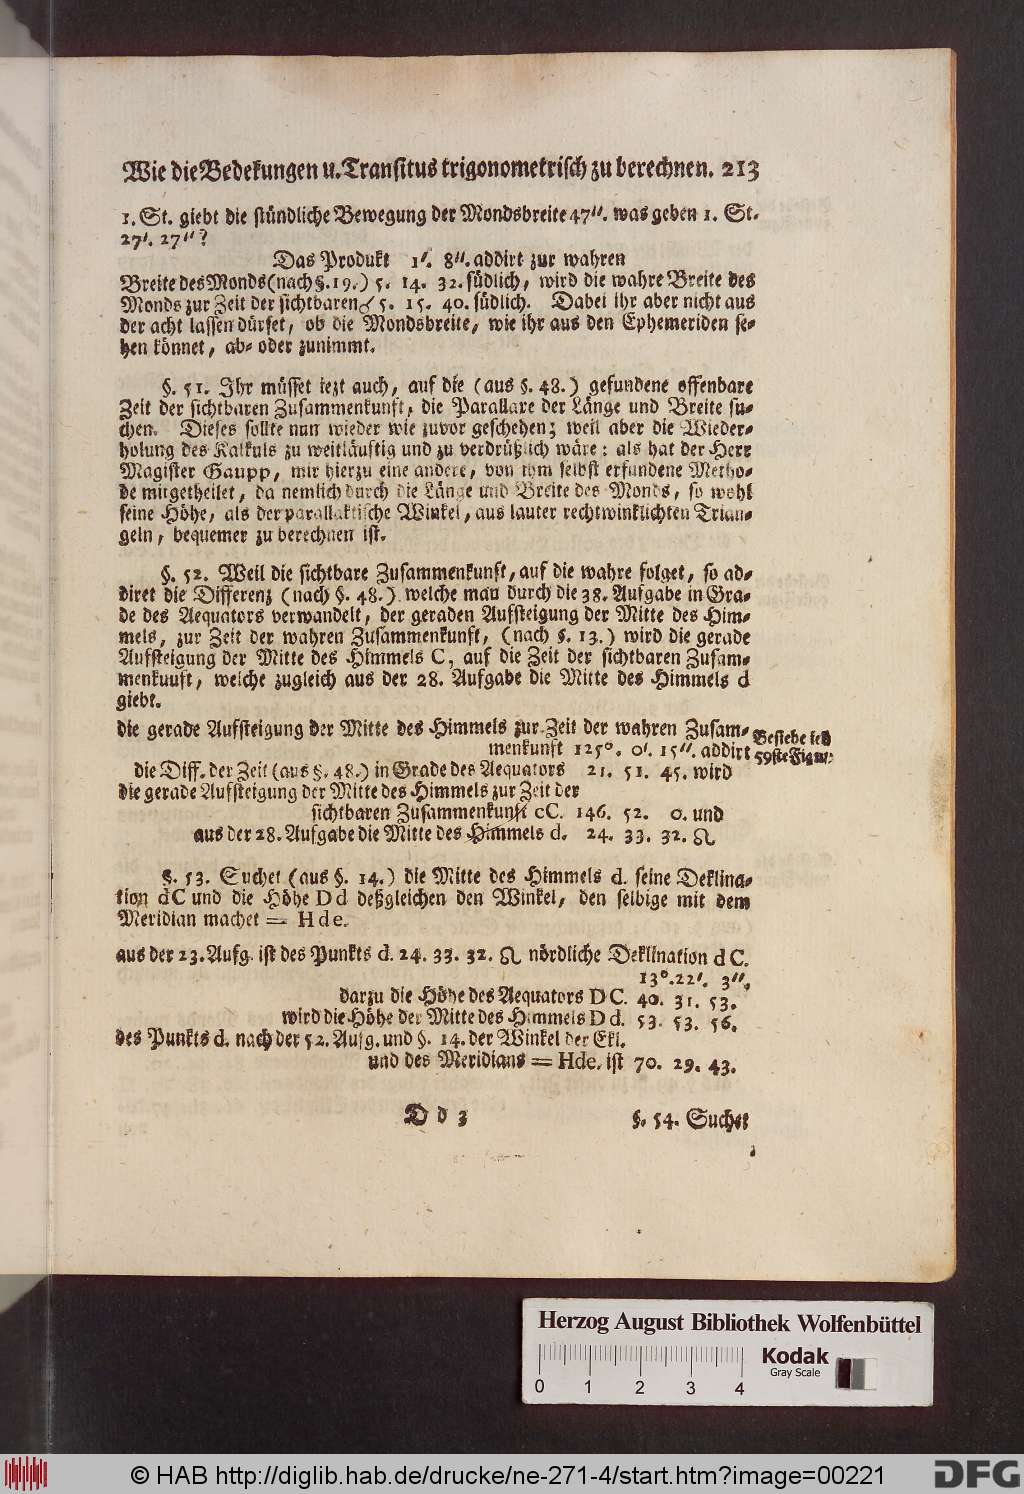 Wie die Bedekungen u. Transitus trigonometrisch zu berechnen. 213
1. St. giebt die stündliche Bewegung der Mondsbreite 47′′. was geben 1. St.
27′. 27′′?
Das Produkt 1′. 8′′. addirt zur wahren
Breite des Monds (nach §. 19.) 5. 14. 32. südlich, wird die wahre Breite des
Monds zur Zeit der sichtbaren ☌ 5. 15. 40. südlich. Dabei ihr aber nicht aus
der acht lassen dürfet, ob die Mondsbreite, wie ihr aus den Ephemeriden se-
hen könnet, ab- oder zunimmt.
§. 51. Ihr müsset iezt auch, auf die (aus §. 48.) gefundene offenbare
Zeit der sichtbaren Zusammenkunft, die Parallaxe der Länge und Breite su-
chen. Dieses sollte nun wieder wie zuvor geschehen; weil aber die Wieder-
holung des Kalkuls zu weitläuftig und zu verdrüßlich wäre: als hat der Herr
Magister Gaupp, mir hierzu eine andere, von ihm selbst erfundene Metho-
de mitgetheilet, da nemlich durch die Länge und Breite des Monds, so wohl
seine Höhe, als der parallaktische Winkel, aus lauter rechtwinklichten Trian-
geln, bequemer zu berechnen ist.
§. 52. Weil die sichtbare Zusammenkunft, auf die wahre folget, so ad-
diret die Differenz (nach §. 48.) welche man durch die 38. Aufgabe in Gra-
de des Aequators verwandelt, der geraden Aufsteigung der Mitte des Him-
mels, zur Zeit der wahren Zusammenkunft, (nach §. 13.) wird die gerade
Aufsteigung der Mitte des Himmels C, auf die Zeit der sichtbaren Zusam-
menkuuft, welche zugleich aus der 28. Aufgabe die Mitte des Himmels d
giebt.
die gerade Aufsteigung der Mitte des Himmels zur Zeit der wahren Zusam-
menkunft 125°. 0′. 15′′. addirt
Besiehe ied
59ste Figur.
die Diff. der Zeit (aus §. 48.) in Grade des Aequators 21. 51. 45. wird
die gerade Aufsteigung der Mitte des Himmels zur Zeit der
sichtbaren Zusammenkunft cC. 146. 52. 0. und
aus der 28. Aufgabe die Mitte des Himmels d. 24. 33. 32. ♌
§. 53. Suchet (aus §. 14.) die Mitte des Himmels d. seine Deklina-
tion dC und die Höhe Dd deßgleichen den Winkel, den selbige mit dem
Meridian machet = Hde.
aus der 23. Aufg. ist des Punkts d. 24. 33. 32. ♌ nördliche Deklination dC.
13°. 22′. 3′′.
darzu die Höhe des Aequators DC. 40. 31. 53.
wird die Höhe der Mitte des Himmels Dd. 53. 53. 56.
des Punkts d. nach der 52. Aufg. und §. 14. der Winkel der Ekl.
und des Meridians = Hde. ist 70. 29. 43.
D d 3
§. 54. Suchet
Herzog August Bibliothek Wolfenbüttel
Kodak
Gray Scale
0 1 2 3 4
© HAB http://diglib.hab.de/drucke/ne-271-4/start.htm?image=00221
DFG